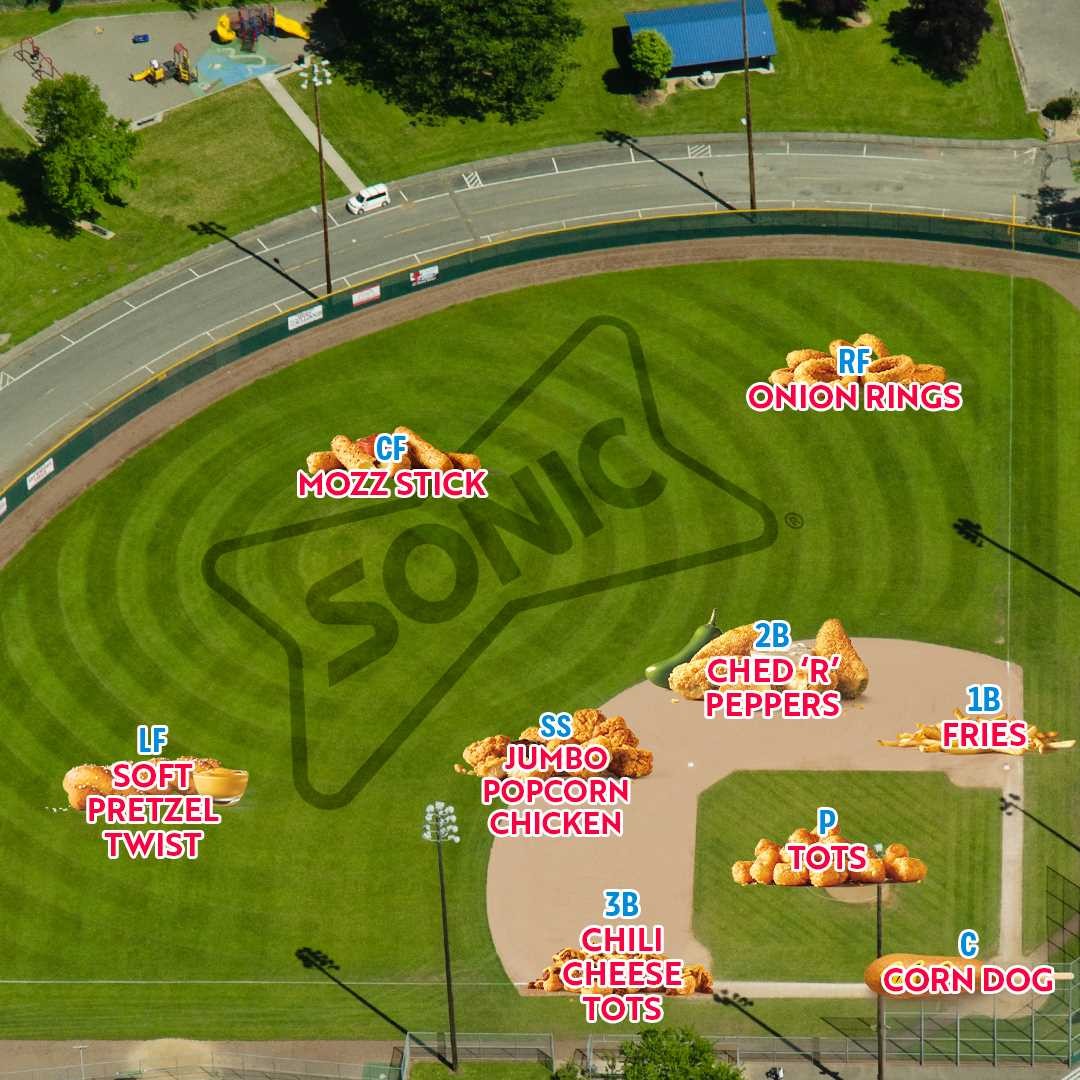 RF
ONION RINGS
CF
MOZZ STICK
SONIC
®
2B
CHED ‘R’
PEPPERS
1B
FRIES
SS
JUMBO
POPCORN
CHICKEN
LF
SOFT
PRETZEL
TWIST
P
TOTS
3B
CHILI
CHEESE
TOTS
C
CORN DOG